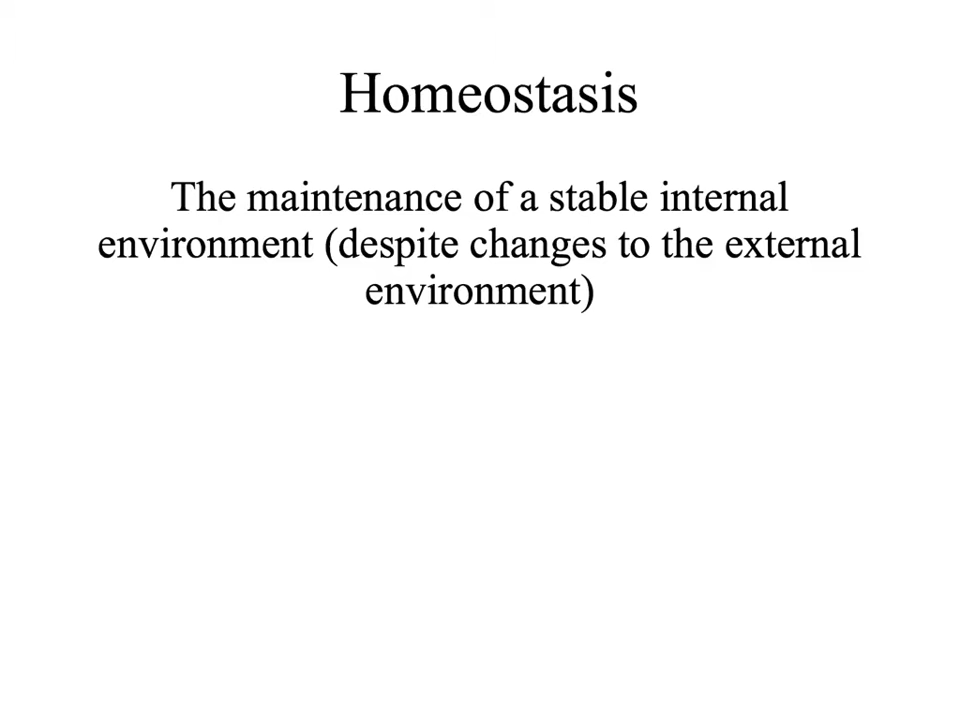 Homeostasis
The maintenance of a stable internal
environment (despite changes to the external
environment)